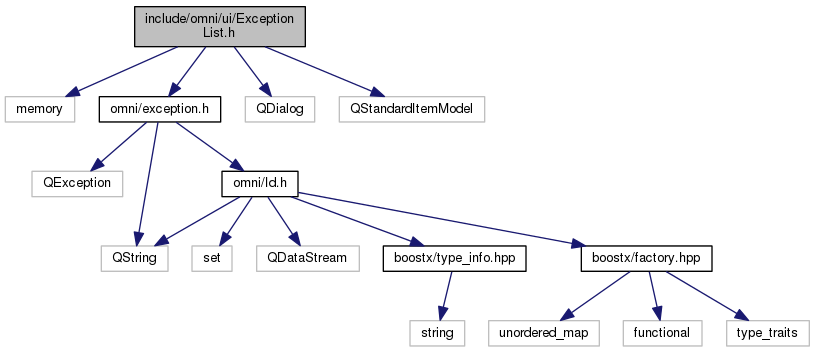 include/omni/ui/Exception
List.h
memory
omni/exception.h
QDialog
QStandardItemModel
QException
omni/Id.h
QString
set
QDataStream
boostx/type_info.hpp
boostx/factory.hpp
string
unordered_map
functional
type_traits